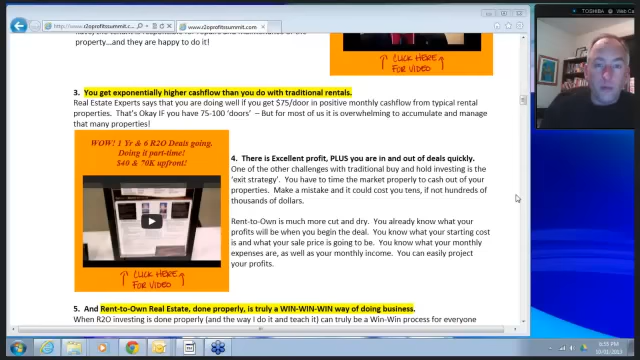 TOSHIBA
Web Ca
http://www.r2oprofitsummit.c...
www.r2oprofitsummit.com
property…and they are happy to do it!
↑ CLICK HERE ↑
FOR VIDEO
3. You get exponentially higher cashflow than you do with traditional rentals.
Real Estate Experts says that you are doing well if you get $75/door in positive monthly cashflow from typical rental
properties. That's Okay IF you have 75-100 'doors' – But for most of us it is overwhelming to accumulate and manage
that many properties!
WOW! 1 Yr & 6 R2O Deals going.
Doing it part-time!
$40 & 70K upfront!
↑ CLICK HERE ↑
FOR VIDEO
4. There is Excellent profit, PLUS you are in and out of deals quickly.
One of the other challenges with traditional buy and hold investing is the
'exit strategy'. You have to time the market properly to cash out of your
properties. Make a mistake and it could cost you tens, if not hundreds of
thousands of dollars.
Rent-to-Own is much more cut and dry. You already know what your
profits will be when you begin the deal. You know what your starting cost
is and what your sale price is going to be. You know what your monthly
expenses are, as well as your monthly income. You can easily project
your profits.
5. And Rent-to-Own Real Estate, done properly, is truly a WIN-WIN-WIN way of doing business.
When R2O investing is done properly (and the way I do it and teach it) can truly be a Win-Win process for everyone